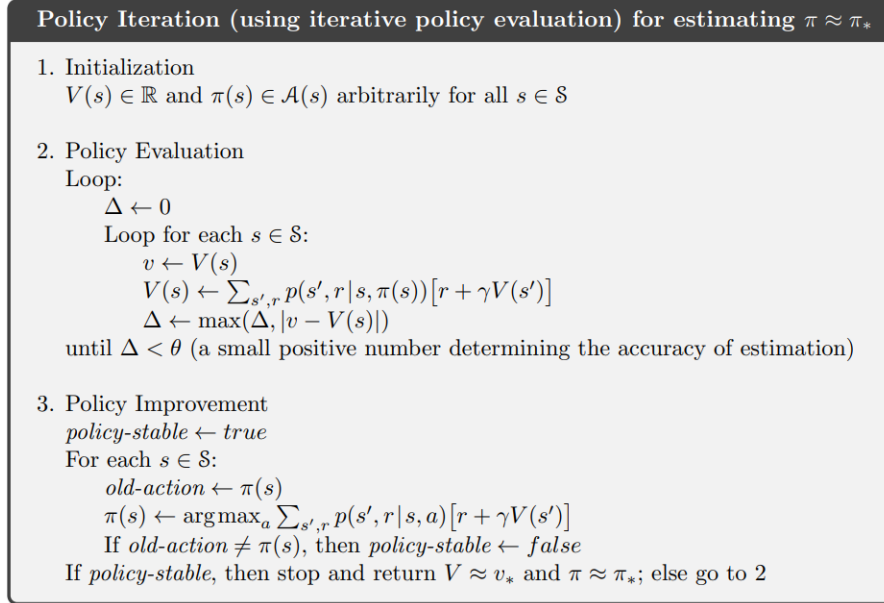 Policy Iteration (using iterative policy evaluation) for estimating π ≈ π∗
1. Initialization
V(s) ∈ ℝ and π(s) ∈ 𝒜(s) arbitrarily for all s ∈ 𝒮
2. Policy Evaluation
Loop:
Δ ← 0
Loop for each s ∈ 𝒮:
v ← V(s)
V(s) ← ∑_{s′,r} p(s′, r|s, π(s))[r + γV(s′)]
Δ ← max(Δ, |v − V(s)|)
until Δ < θ (a small positive number determining the accuracy of estimation)
3. Policy Improvement
policy-stable ← true
For each s ∈ 𝒮:
old-action ← π(s)
π(s) ← argmax_a ∑_{s′,r} p(s′, r|s, a)[r + γV(s′)]
If old-action ≠ π(s), then policy-stable ← false
If policy-stable, then stop and return V ≈ v∗ and π ≈ π∗; else go to 2